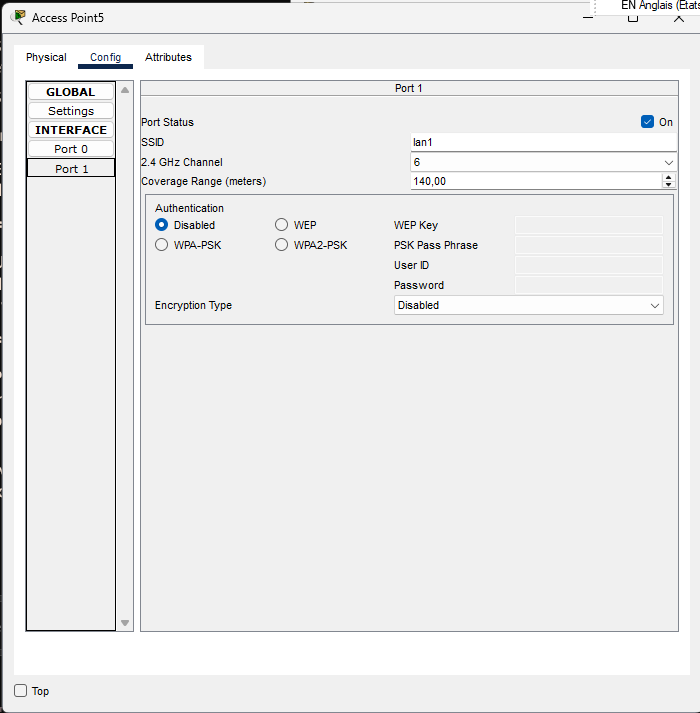 EN Anglais (États
Access Point5
Physical Config Attributes
GLOBAL
Settings
INTERFACE
Port 0
Port 1
Port 1
Port Status On
SSID lan1
2.4 GHz Channel 6
Coverage Range (meters) 140,00
Authentication
Disabled WEP WEP Key
WPA-PSK WPA2-PSK PSK Pass Phrase
User ID
Password
Encryption Type Disabled
Top